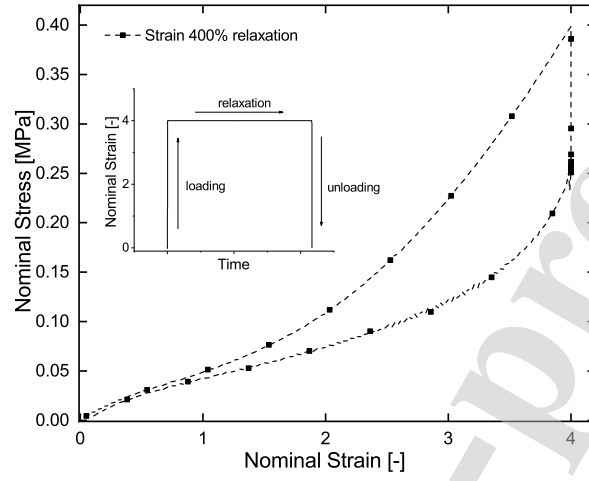 Strain 400% relaxation
Nominal Stress [MPa]
0.40
0.35
0.30
0.25
0.20
0.15
0.10
0.05
0.00
0 1 2 3 4
Nominal Strain [-]
relaxation
loading
unloading
Nominal Strain [-]
4
2
0
Time
-pre